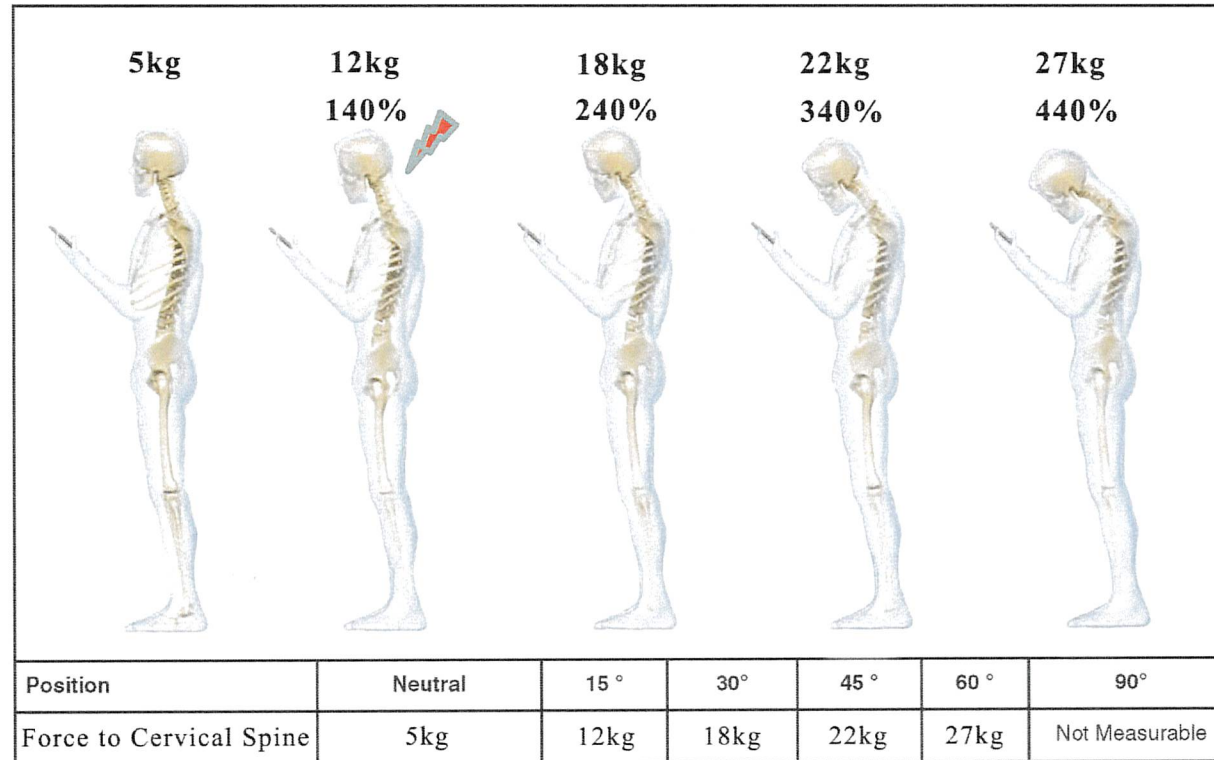 5kg 12kg 18kg 22kg 27kg
140% 240% 340% 440%
Position Neutral 15 ° 30° 45 ° 60 ° 90°
Force to Cervical Spine 5kg 12kg 18kg 22kg 27kg Not Measurable